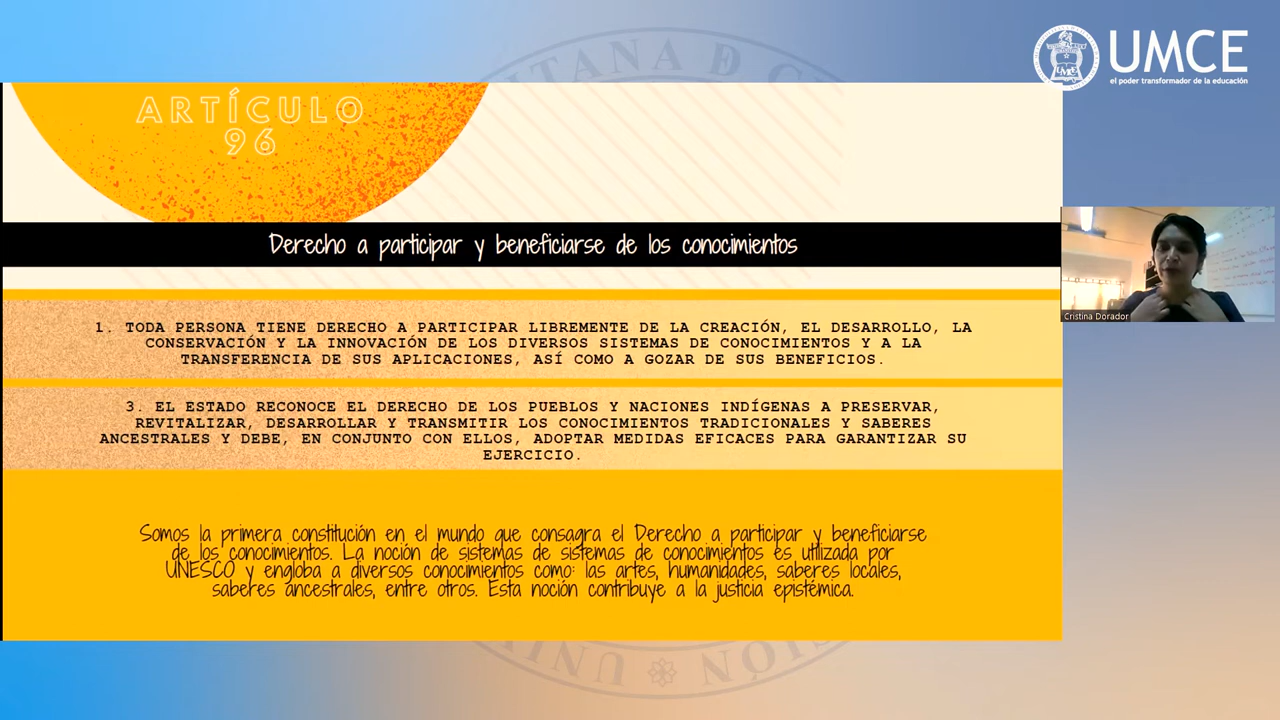 UMCE
el poder transformador de la educación
ARTÍCULO
96
Derecho a participar y beneficiarse de los conocimientos
1. TODA PERSONA TIENE DERECHO A PARTICIPAR LIBREMENTE DE LA CREACIÓN, EL DESARROLLO, LA
CONSERVACIÓN Y LA INNOVACIÓN DE LOS DIVERSOS SISTEMAS DE CONOCIMIENTOS Y A LA
TRANSFERENCIA DE SUS APLICACIONES, ASÍ COMO A GOZAR DE SUS BENEFICIOS.
3. EL ESTADO RECONOCE EL DERECHO DE LOS PUEBLOS Y NACIONES INDÍGENAS A PRESERVAR,
REVITALIZAR, DESARROLLAR Y TRANSMITIR LOS CONOCIMIENTOS TRADICIONALES Y SABERES
ANCESTRALES Y DEBE, EN CONJUNTO CON ELLOS, ADOPTAR MEDIDAS EFICACES PARA GARANTIZAR SU
EJERCICIO.
Somos la primera constitución en el mundo que consagra el Derecho a participar y beneficiarse
de los conocimientos. La noción de sistemas de sistemas de conocimientos es utilizada por
UNESCO y engloba a diversos conocimientos como: las artes, humanidades, saberes locales,
saberes ancestrales, entre otros. Esta noción contribuye a la justicia epistémica.
Cristina Dorador